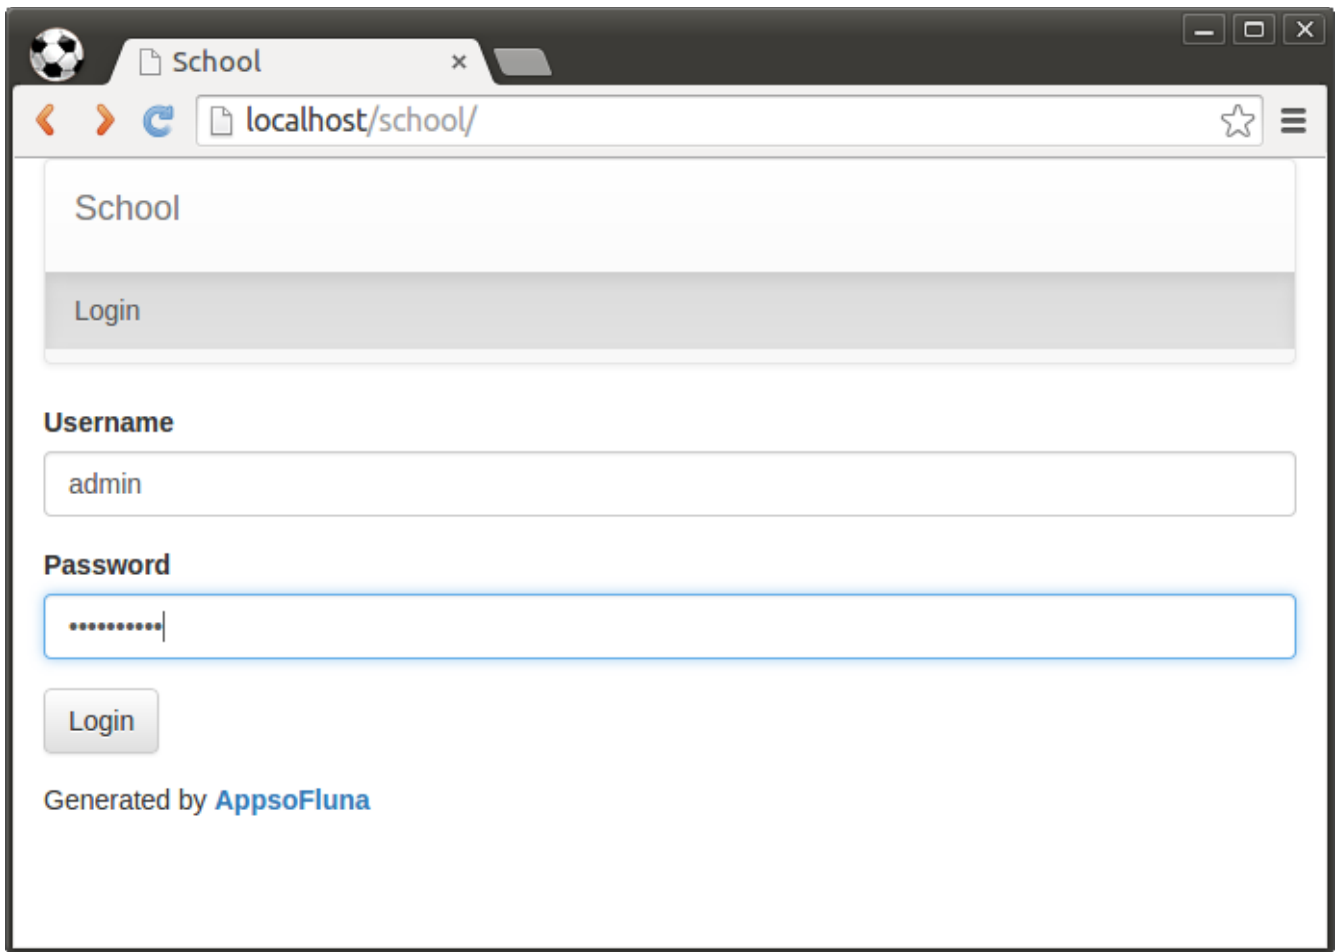 School
localhost/school/
School
Login
Username
admin
Password
••••••••••
Login
Generated by AppsoFluna